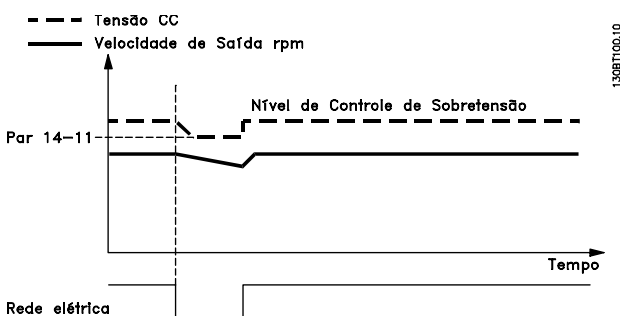 Tensão CC
Velocidade de Saída rpm
130BT100.10
Nível de Controle de Sobretensão
Par 14-11
Tempo
Rede elétrica